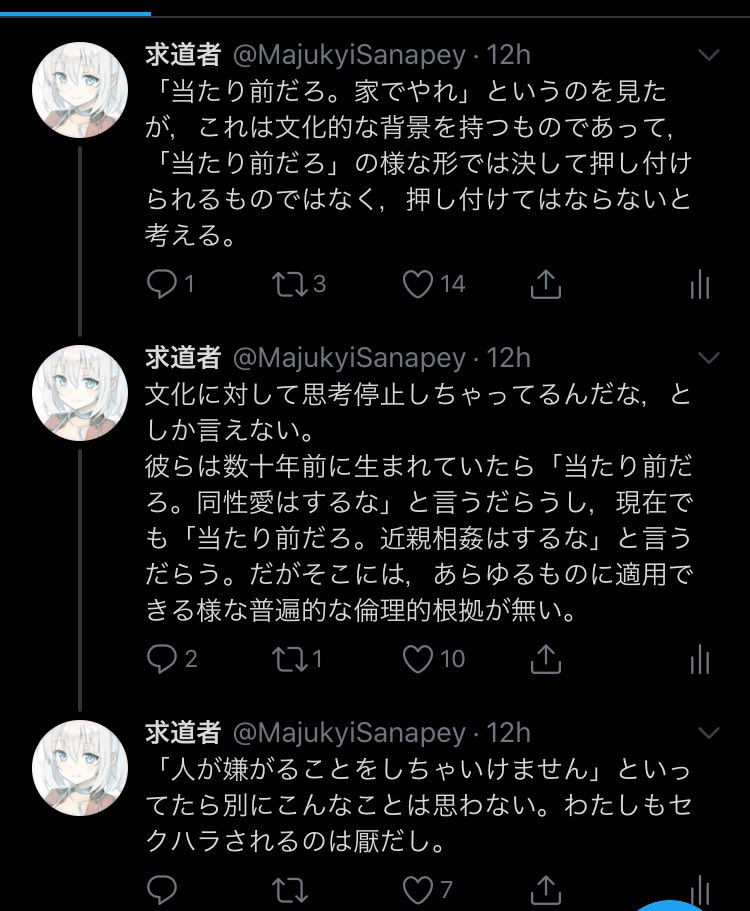 求道者 @MajukyiSanapey · 12h
「当たり前だろ。家でやれ」というのを見た
が，これは文化的な背景を持つものであって，
「当たり前だろ」の様な形では決して押し付け
られるものではなく，押し付けてはならないと
考える。
1 3 14
求道者 @MajukyiSanapey · 12h
文化に対して思考停止しちゃってるんだな，と
しか言えない。
彼らは数十年前に生まれていたら「当たり前だ
ろ。同性愛はするな」と言うだらうし，現在で
も「当たり前だろ。近親相姦はするな」と言う
だらう。だがそこには，あらゆるものに適用で
きる様な普遍的な倫理的根拠が無い。
2 1 10
求道者 @MajukyiSanapey · 12h
「人が嫌がることをしちゃいけません」といっ
てたら別にこんなことは思わない。わたしもセ
クハラされるのは厭だし。
7